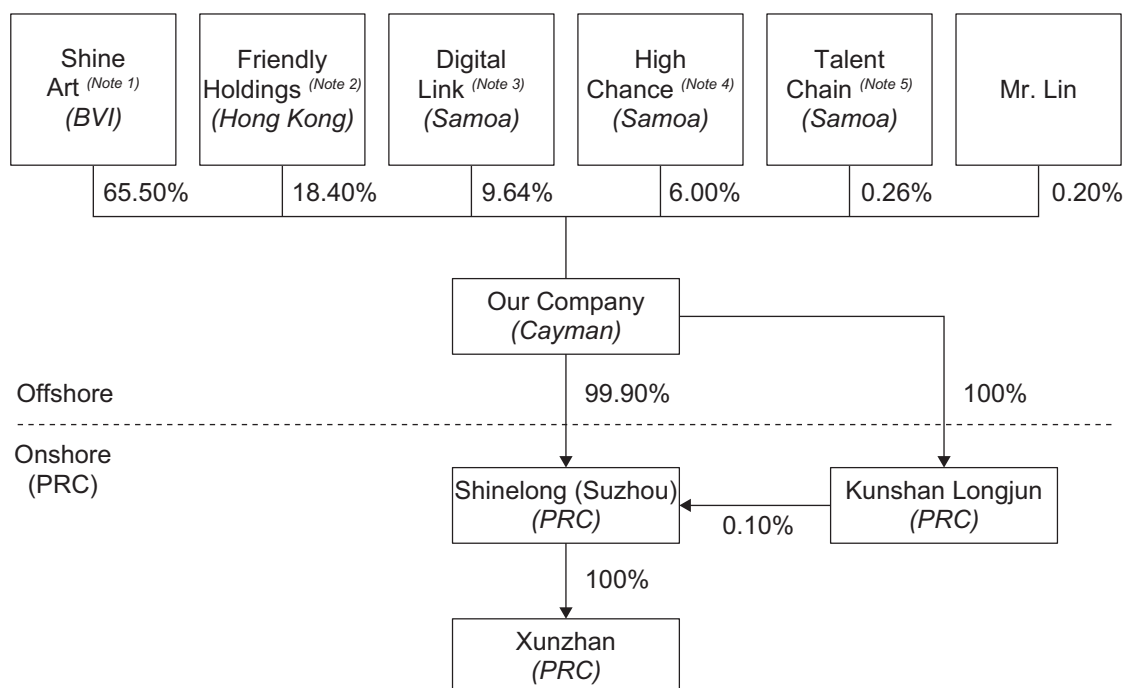 Shine
Art (Note 1)
(BVI)
Friendly
Holdings (Note 2)
(Hong Kong)
Digital
Link (Note 3)
(Samoa)
High
Chance (Note 4)
(Samoa)
Talent
Chain (Note 5)
(Samoa)
Mr. Lin
65.50%
18.40%
9.64%
6.00%
0.26%
0.20%
Our Company
(Cayman)
Offshore
99.90%
100%
Onshore
(PRC)
Shinelong (Suzhou)
(PRC)
0.10%
Kunshan Longjun
(PRC)
100%
Xunzhan
(PRC)